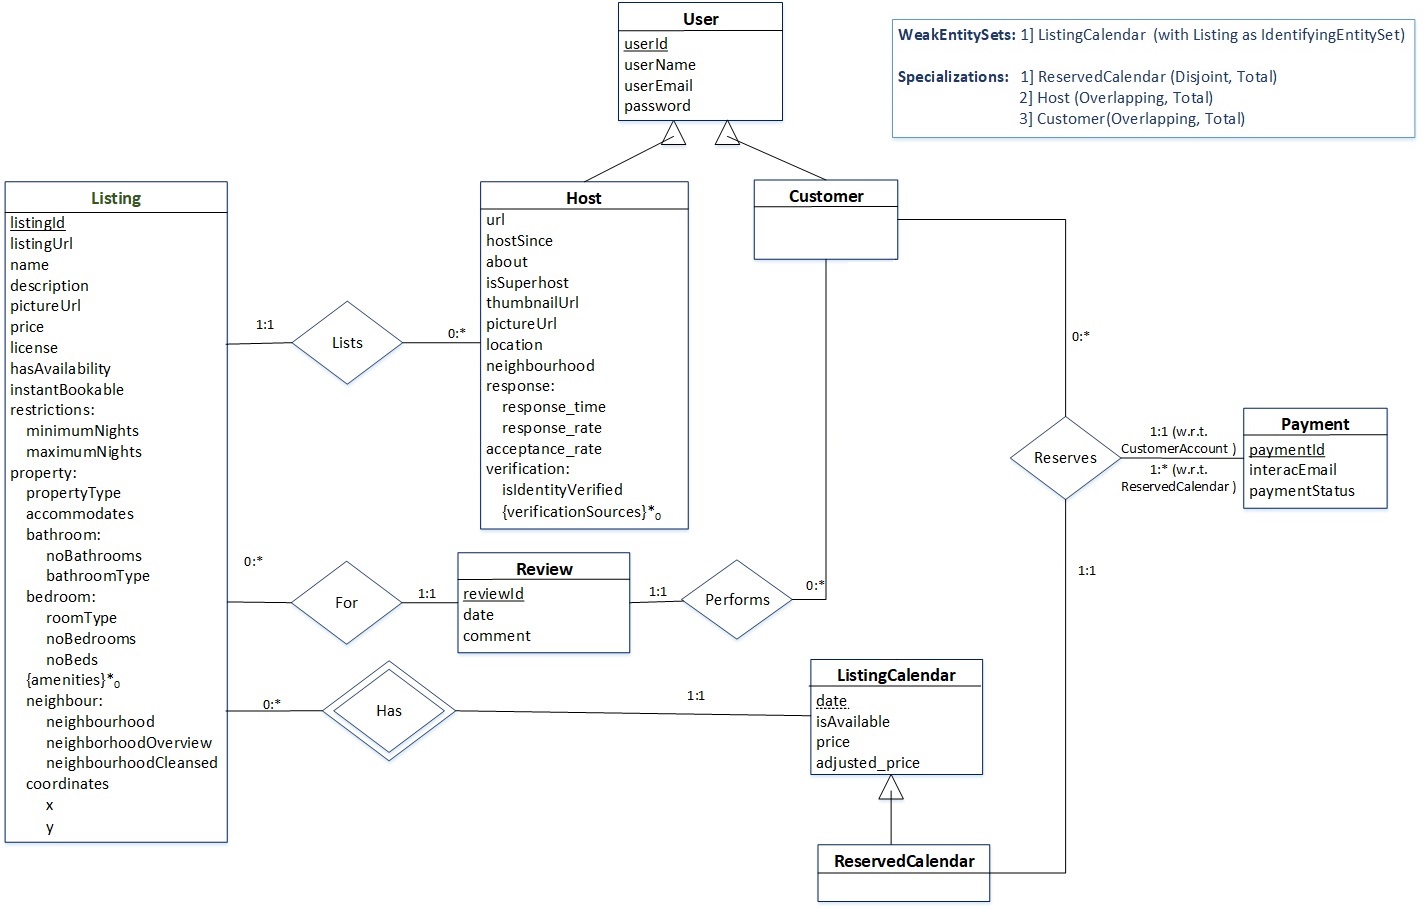 User
userId
userName
userEmail
password
WeakEntitySets: 1] ListingCalendar (with Listing as IdentifyingEntitySet)
Specializations: 1] ReservedCalendar (Disjoint, Total)
2] Host (Overlapping, Total)
3] Customer(Overlapping, Total)
Listing
listingId
listingUrl
name
description
pictureUrl
price
license
hasAvailability
instantBookable
restrictions:
minimumNights
maximumNights
property:
propertyType
accommodates
bathroom:
noBathrooms
bathroomType
bedroom:
roomType
noBedrooms
noBeds
{amenities}*0
neighbour:
neighbourhood
neighborhoodOverview
neighbourhoodCleansed
coordinates
x
y
1:1
Lists
0:*
Host
url
hostSince
about
isSuperhost
thumbnailUrl
pictureUrl
location
neighbourhood
response:
response_time
response_rate
acceptance_rate
verification:
isIdentityVerified
{verificationSources}*0
Customer
0:*
Reserves
1:1 (w.r.t.
CustomerAccount )
1:* (w.r.t.
ReservedCalendar )
Payment
paymentId
interacEmail
paymentStatus
1:1
0:*
For
1:1
Review
reviewId
date
comment
1:1
Performs
0:*
0:*
Has
1:1
ListingCalendar
date
isAvailable
price
adjusted_price
ReservedCalendar